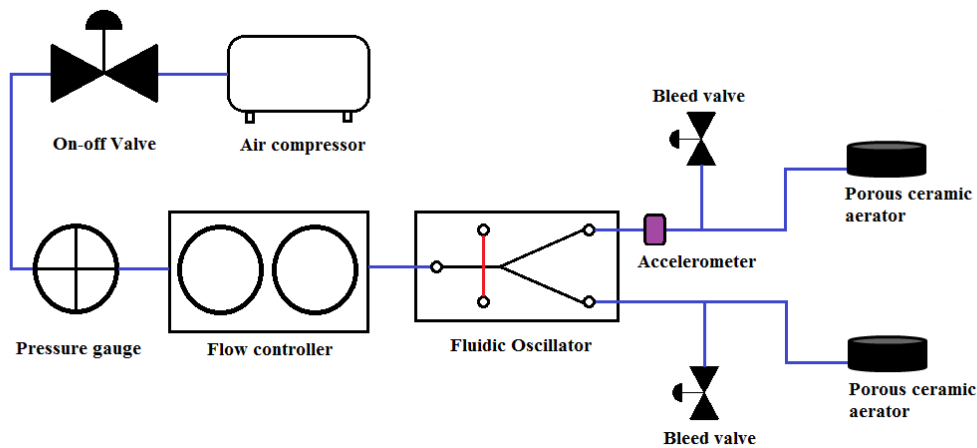 Bleed valve
On-off Valve
Air compressor
Porous ceramic
aerator
Accelerometer
Pressure gauge
Flow controller
Fluidic Oscillator
Porous ceramic
aerator
Bleed valve